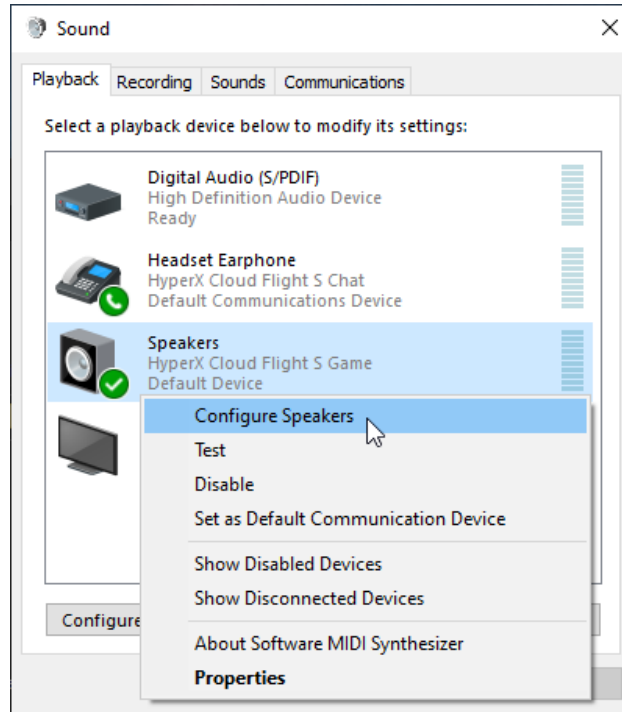 Sound
Playback
Recording
Sounds
Communications
Select a playback device below to modify its settings:
Digital Audio (S/PDIF)
High Definition Audio Device
Ready
Headset Earphone
HyperX Cloud Flight S Chat
Default Communications Device
Speakers
HyperX Cloud Flight S Game
Default Device
Configure Speakers
Test
Disable
Set as Default Communication Device
Show Disabled Devices
Show Disconnected Devices
About Software MIDI Synthesizer
Properties
Configure